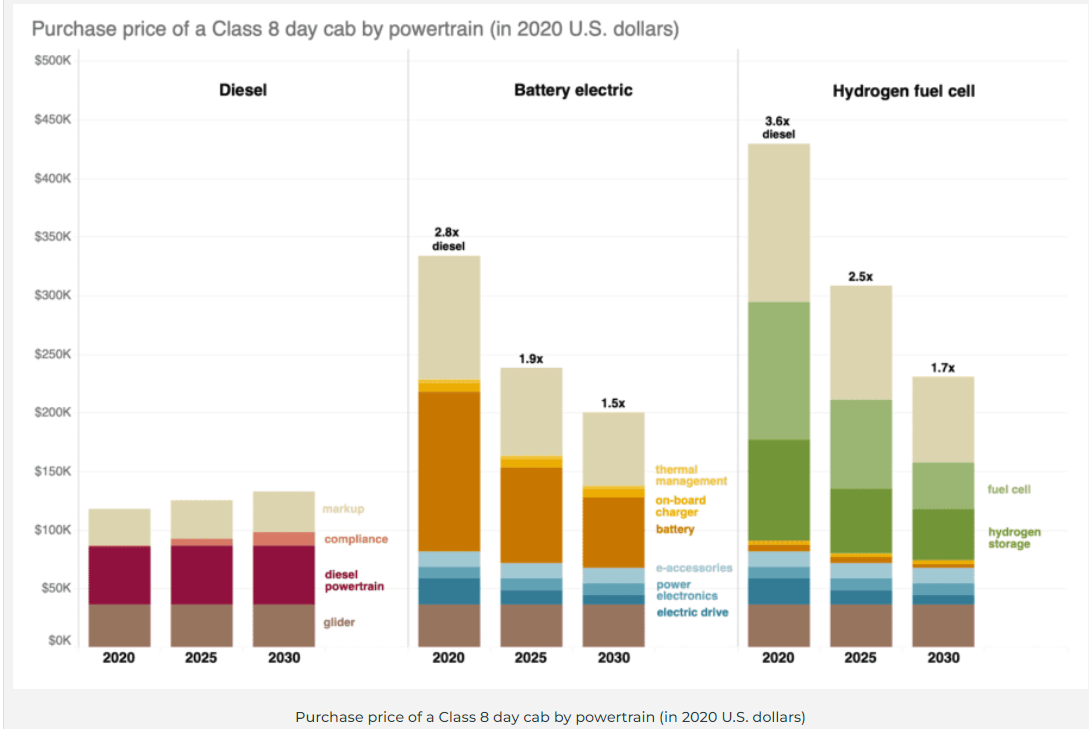 Purchase price of a Class 8 day cab by powertrain (in 2020 U.S. dollars)
$500K
$450K
$400K
$350K
$300K
$250K
$200K
$150K
$100K
$50K
$0K
Diesel
markup
compliance
diesel
powertrain
glider
2020
2025
2030
Battery electric
2.8x
diesel
1.9x
1.5x
thermal
management
on-board
charger
battery
e-accessories
power
electronics
electric drive
2020
2025
2030
Hydrogen fuel cell
3.6x
diesel
2.5x
1.7x
fuel cell
hydrogen
storage
2020
2025
2030
Purchase price of a Class 8 day cab by powertrain (in 2020 U.S. dollars)